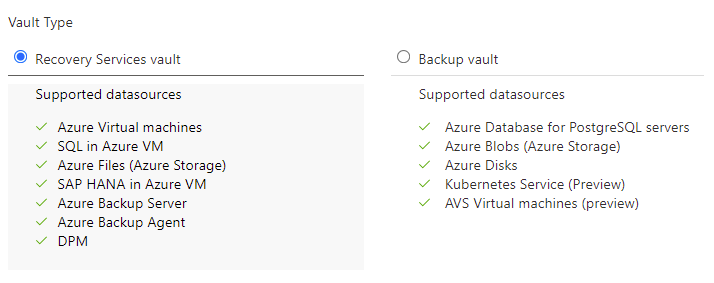 Vault Type
Recovery Services vault
Supported datasources
Azure Virtual machines
SQL in Azure VM
Azure Files (Azure Storage)
SAP HANA in Azure VM
Azure Backup Server
Azure Backup Agent
DPM
Backup vault
Supported datasources
Azure Database for PostgreSQL servers
Azure Blobs (Azure Storage)
Azure Disks
Kubernetes Service (Preview)
AVS Virtual machines (preview)